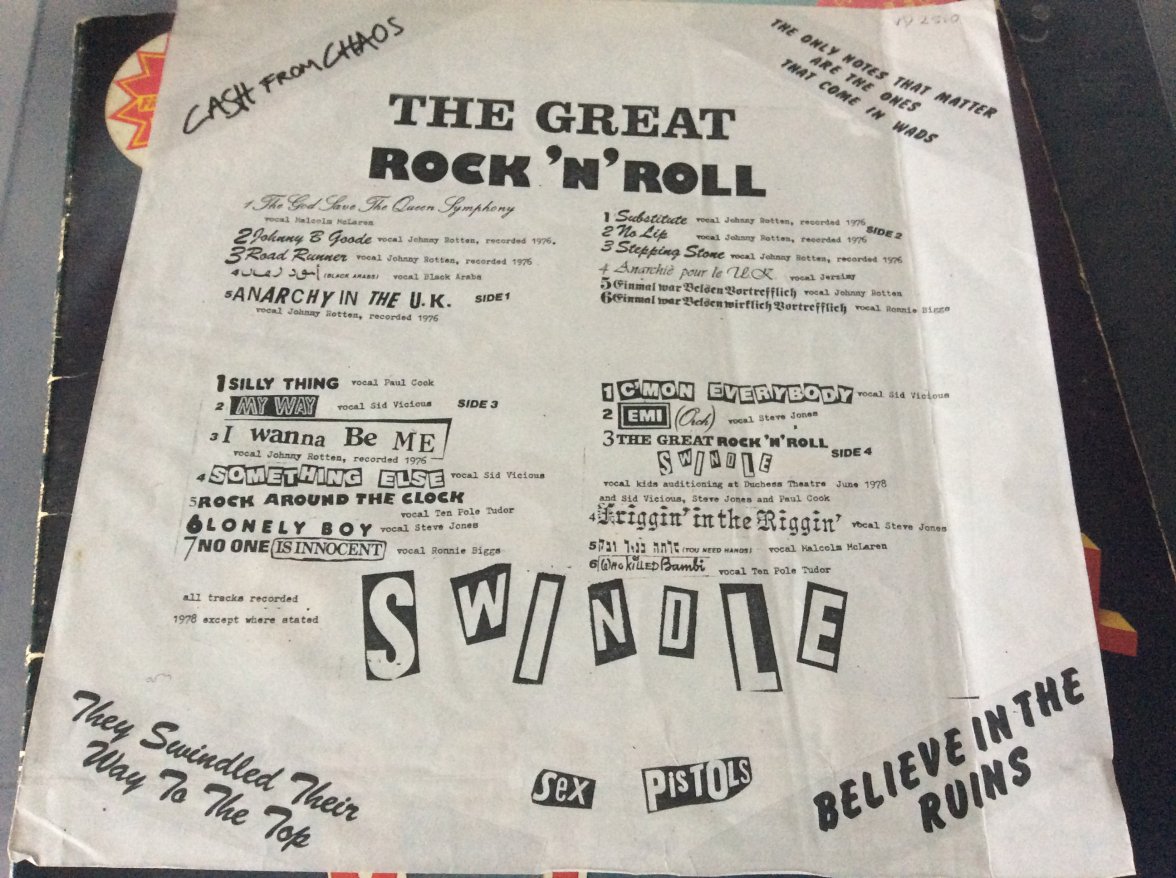 CASH FROM CHAOS
THE ONLY NOTES THAT MATTER
ARE THE ONES
THAT COME IN WADS
THE GREAT
ROCK 'N' ROLL
1 The God Save The Queen Symphony
vocal Malcolm McLaren
2 Johnny B Goode vocal Johnny Rotten, recorded 1976.
3 Road Runner vocal Johnny Rotten, recorded 1976
4 (BLACK ARABS) vocal Black Arabs
5 ANARCHY IN THE U.K. SIDE 1
vocal Johnny Rotten, recorded 1976
1 Substitute vocal Johnny Rotten, recorded 1976 SIDE 2
2 No Lip vocal Johnny Rotten, recorded 1976
3 Stepping Stone vocal Johnny Rotten, recorded 1976
4 Anarchie pour le U.K. vocal Jerzimy
5 Einmal war Belsen Vortrefflich vocal Johnny Rotten
6 Einmal war Belsen wirflich Vortrefflich vocal Ronnie Biggs
1 SILLY THING vocal Paul Cook
2 MY WAY vocal Sid Vicious SIDE 3
3 I wanna Be ME
vocal Johnny Rotten, recorded 1976
4 SOMETHING ELSE vocal Sid Vicious
5 ROCK AROUND THE CLOCK
vocal Ten Pole Tudor
6 LONELY BOY vocal Steve Jones
7 NO ONE IS INNOCENT vocal Ronnie Biggs
1 C'MON EVERYBODY vocal Sid Vicious
2 EMI (Orch) vocal Steve Jones
3 THE GREAT ROCK 'N' ROLL
SWINDLE SIDE 4
vocal kids auditioning at Duchess Theatre June 1978
and Sid Vicious, Steve Jones and Paul Cook
4 Friggin' in the Riggin' vocal Steve Jones
5 (YOU NEED HANDS) vocal Malcolm McLaren
6 WHO KILLED Bambi vocal Ten Pole Tudor
all tracks recorded
1978 except where stated
SWINDLE
They Swindled Their
Way To The Top
Sex PISTOLS
BELIEVE IN THE
RUINS